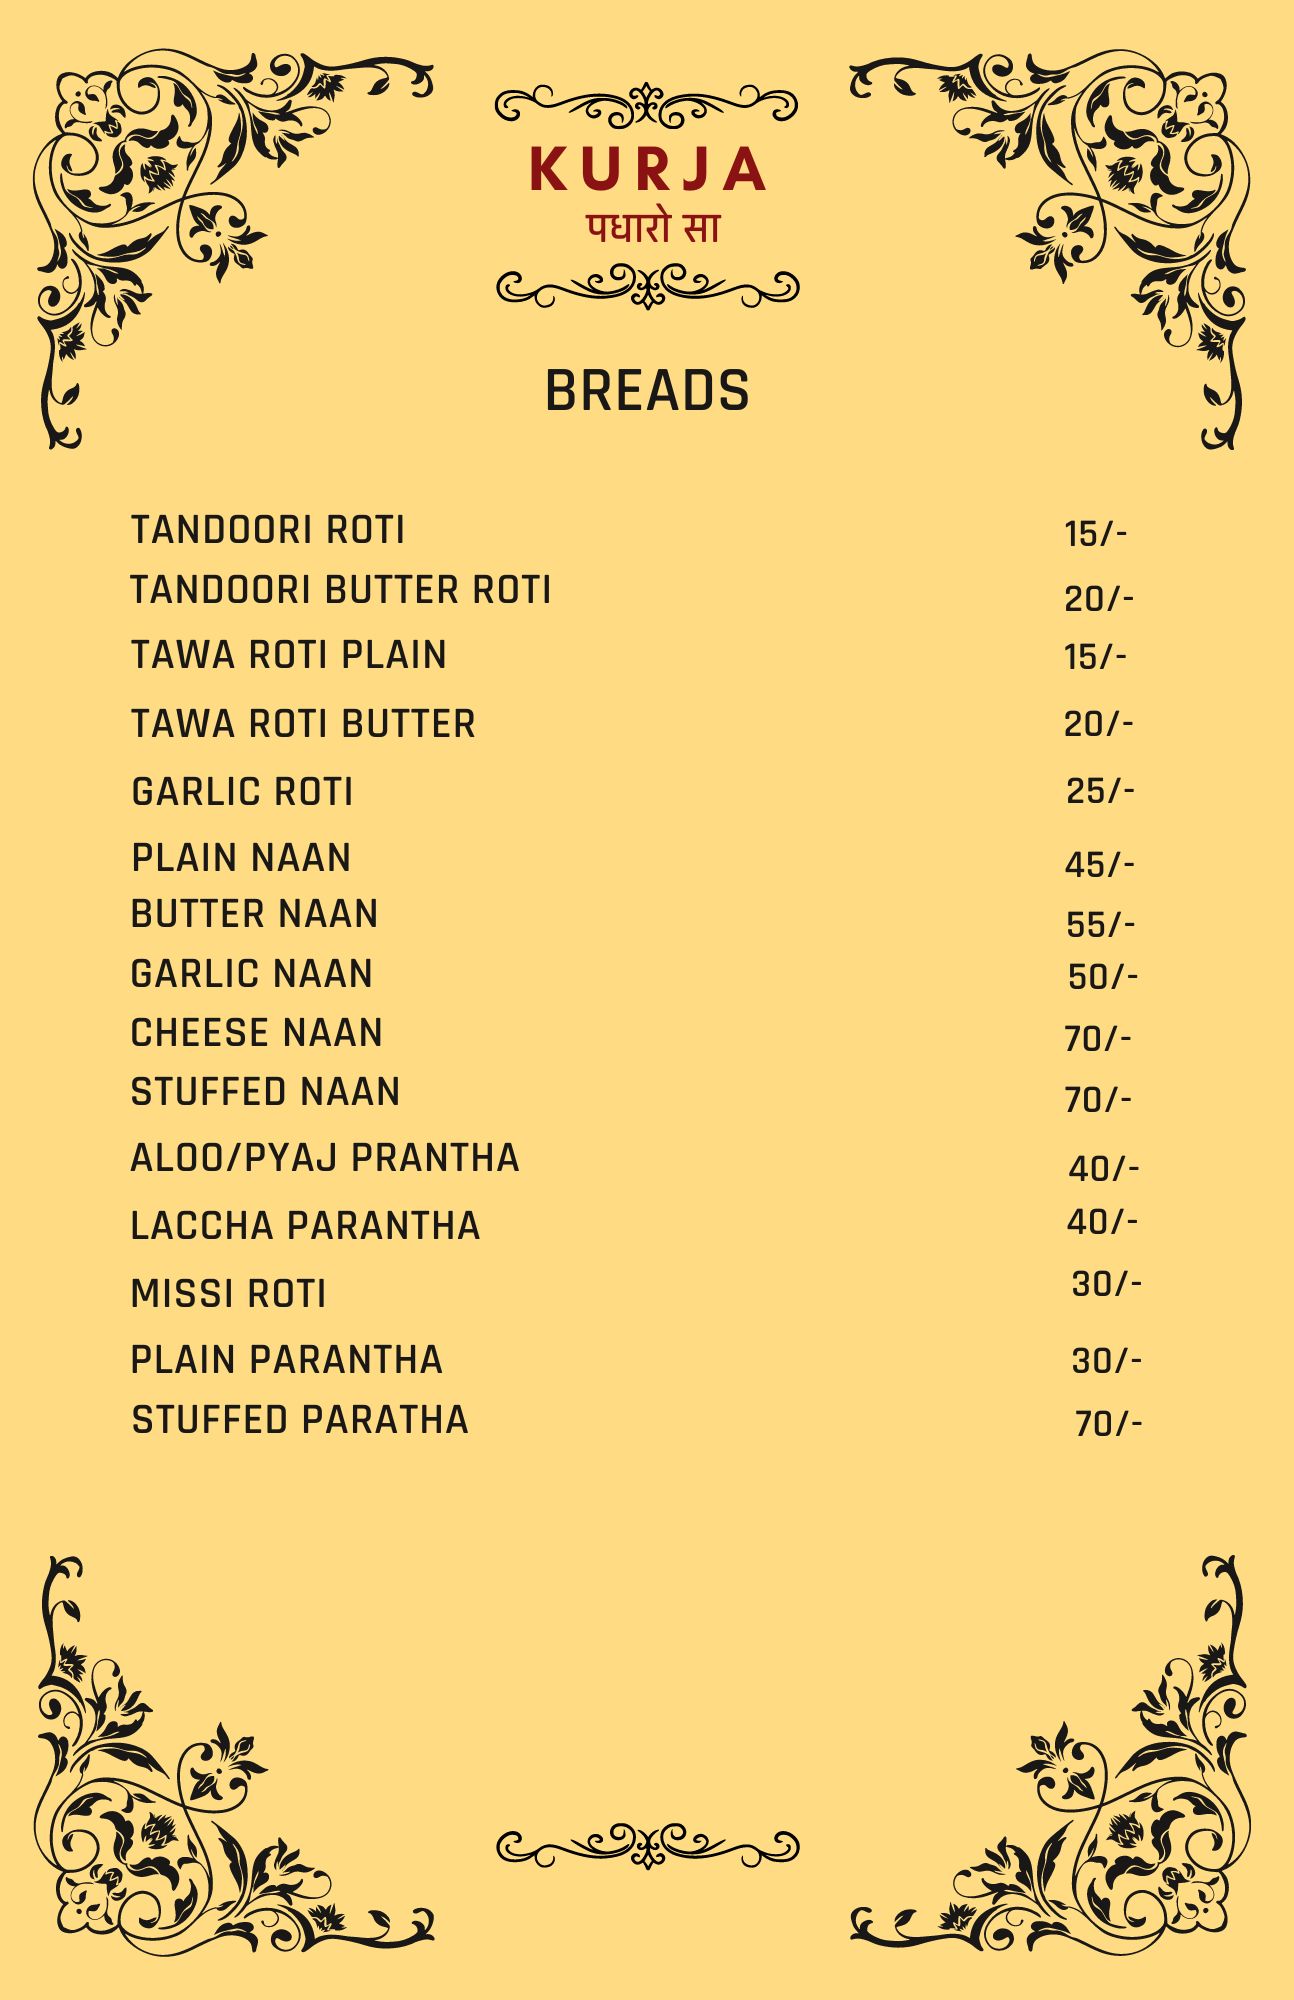 KURJA
पधारो सा
BREADS
TANDOORI ROTI 15/-
TANDOORI BUTTER ROTI 20/-
TAWA ROTI PLAIN 15/-
TAWA ROTI BUTTER 20/-
GARLIC ROTI 25/-
PLAIN NAAN 45/-
BUTTER NAAN 55/-
GARLIC NAAN 50/-
CHEESE NAAN 70/-
STUFFED NAAN 70/-
ALOO/PYAJ PRANTHA 40/-
LACCHA PARANTHA 40/-
MISSI ROTI 30/-
PLAIN PARANTHA 30/-
STUFFED PARATHA 70/-